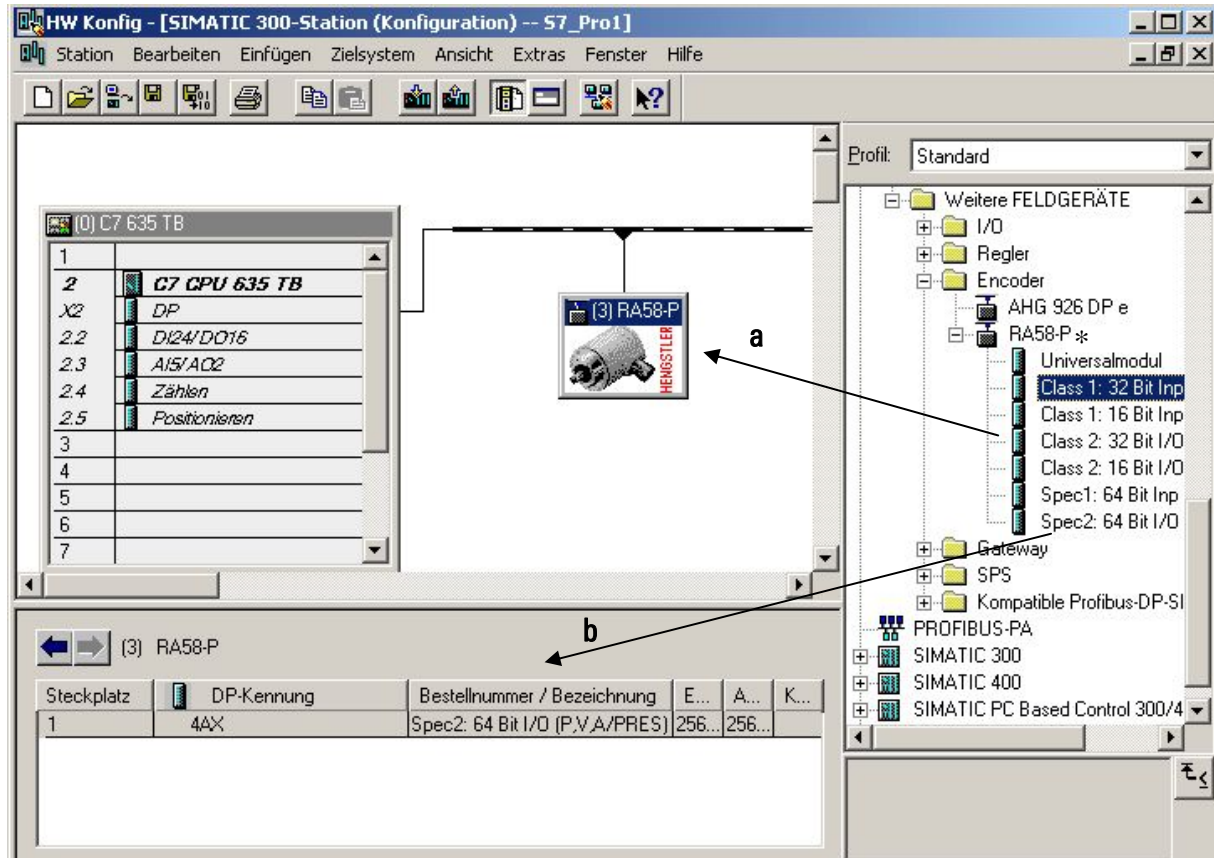 HW Konfig - [SIMATIC 300-Station (Konfiguration) -- S7_Pro1]
Station Bearbeiten Einfügen Zielsystem Ansicht Extras Fenster Hilfe
(0) C7 635 TB
1
2 C7 CPU 635 TB
X2 DP
2.2 DI24/DO16
2.3 AI5/AO2
2.4 Zählen
2.5 Positionieren
3
4
5
6
7
(3) RA58-P
HENGSTLER
a
Profil: Standard
Weitere FELDGERÄTE
I/O
Regler
Encoder
AHG 926 DP e
RA58-P *
Universalmodul
Class 1: 32 Bit Inp
Class 1: 16 Bit Inp
Class 2: 32 Bit I/O
Class 2: 16 Bit I/O
Spec1: 64 Bit Inp
Spec2: 64 Bit I/O
Gateway
SPS
Kompatible Profibus-DP-Sl
PROFIBUS-PA
SIMATIC 300
SIMATIC 400
SIMATIC PC Based Control 300/4
b
(3) RA58-P
Steckplatz DP-Kennung Bestellnummer / Bezeichnung E... A... K...
1 4AX Spec2: 64 Bit I/O (P,V,A/PRES) 256... 256...